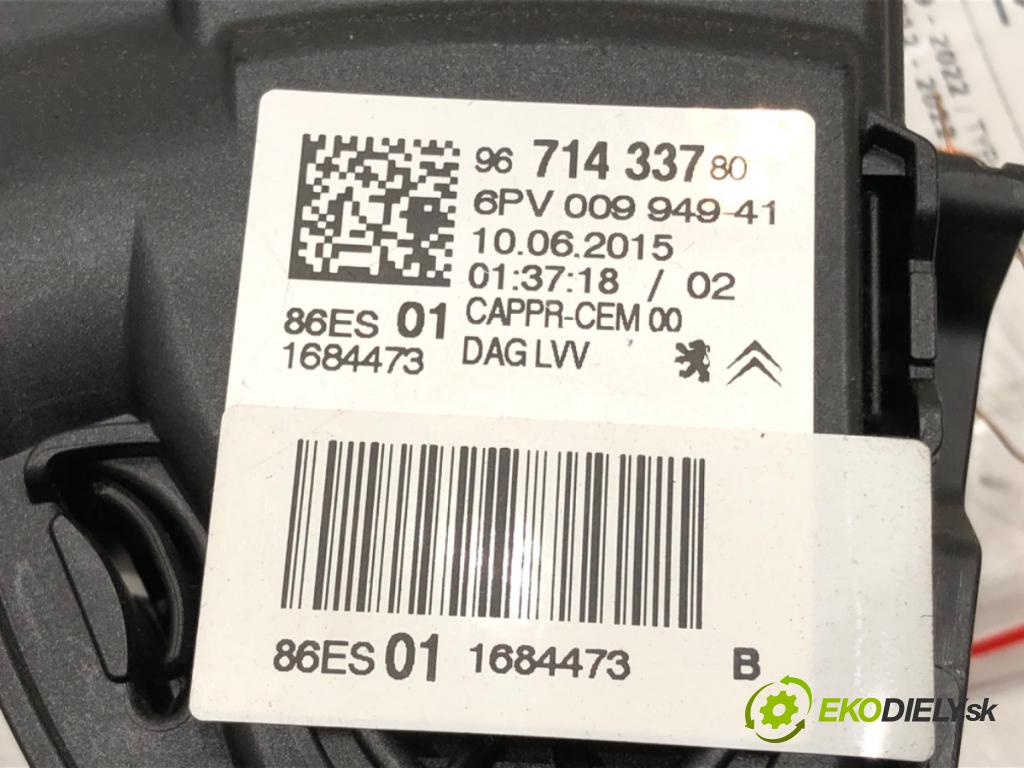 96 714 337 80
6PV 009 949-41
10.06.2015
01:37:18 / 02
86ES 01 CAPPR-CEM 00
1684473 DAG LVV
86ES 01 1684473 B
EKODIELY.sk
2022